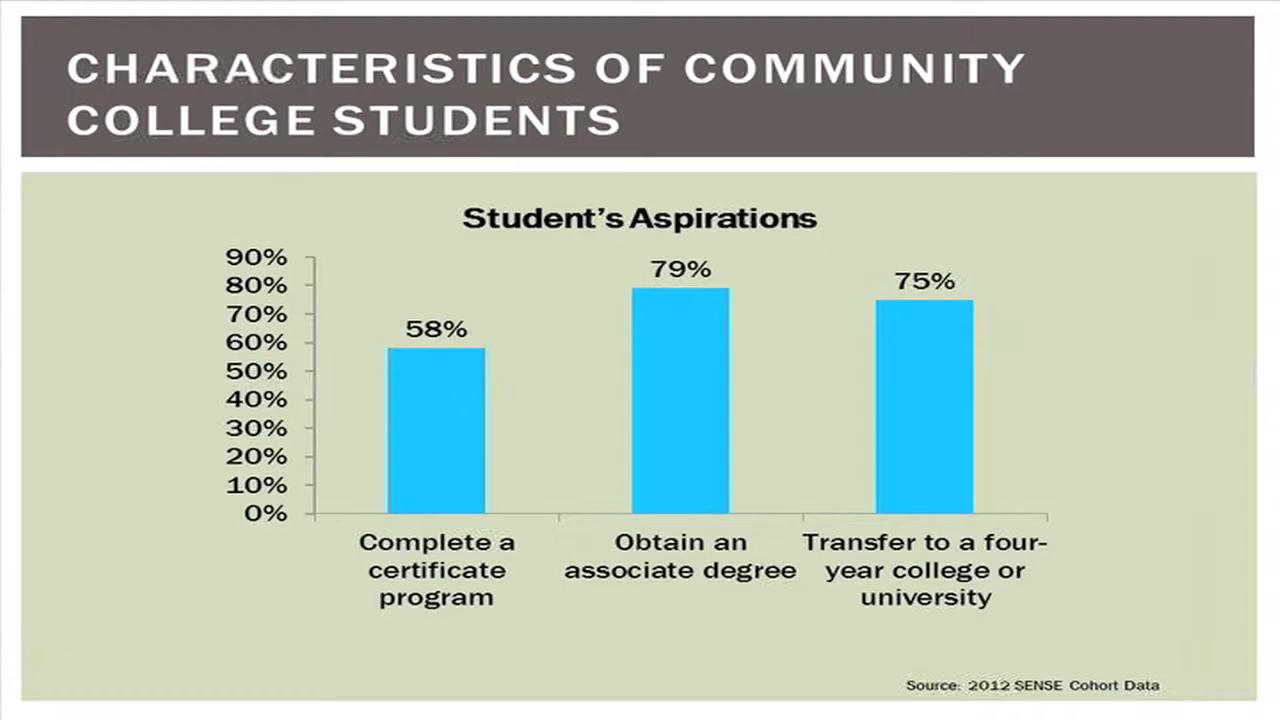 CHARACTERISTICS OF COMMUNITY
COLLEGE STUDENTS
Student’s Aspirations
90%
80%
70%
60%
50%
40%
30%
20%
10%
0%
58%
79%
75%
Complete a
certificate
program
Obtain an
associate degree
Transfer to a four-
year college or
university
Source: 2012 SENSE Cohort Data